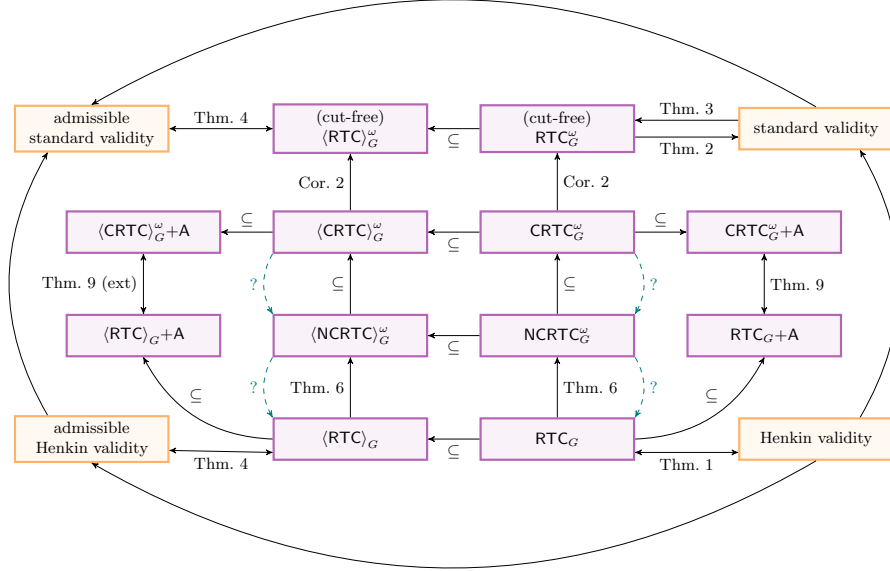 admissible
standard validity
Thm. 4
(cut-free)
⟨RTC⟩^ω_G
⊆
(cut-free)
RTC^ω_G
Thm. 3
Thm. 2
standard validity
Cor. 2
Cor. 2
⟨CRTC⟩^ω_G+A
⊆
⟨CRTC⟩^ω_G
⊆
CRTC^ω_G
⊆
CRTC^ω_G+A
Thm. 9 (ext)
?
⊆
⊆
?
Thm. 9
⟨RTC⟩_G+A
⟨NCRTC⟩^ω_G
⊆
NCRTC^ω_G
RTC_G+A
⊆
?
Thm. 6
Thm. 6
?
⊆
admissible
Henkin validity
Thm. 4
⟨RTC⟩_G
⊆
RTC_G
Thm. 1
Henkin validity